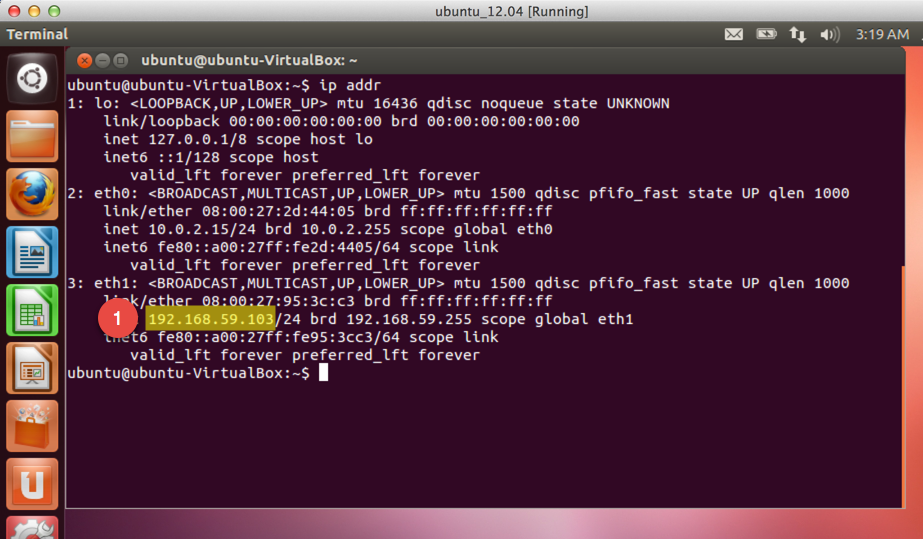 ubuntu_12.04 [Running]
Terminal
3:19 AM
ubuntu@ubuntu-VirtualBox: ~
ubuntu@ubuntu-VirtualBox:~$ ip addr
1: lo: <LOOPBACK,UP,LOWER_UP> mtu 16436 qdisc noqueue state UNKNOWN
link/loopback 00:00:00:00:00:00 brd 00:00:00:00:00:00
inet 127.0.0.1/8 scope host lo
inet6 ::1/128 scope host
valid_lft forever preferred_lft forever
2: eth0: <BROADCAST,MULTICAST,UP,LOWER_UP> mtu 1500 qdisc pfifo_fast state UP qlen 1000
link/ether 08:00:27:2d:44:05 brd ff:ff:ff:ff:ff:ff
inet 10.0.2.15/24 brd 10.0.2.255 scope global eth0
inet6 fe80::a00:27ff:fe2d:4405/64 scope link
valid_lft forever preferred_lft forever
3: eth1: <BROADCAST,MULTICAST,UP,LOWER_UP> mtu 1500 qdisc pfifo_fast state UP qlen 1000
link/ether 08:00:27:95:3c:c3 brd ff:ff:ff:ff:ff:ff
1 192.168.59.103/24 brd 192.168.59.255 scope global eth1
inet6 fe80::a00:27ff:fe95:3cc3/64 scope link
valid_lft forever preferred_lft forever
ubuntu@ubuntu-VirtualBox:~$